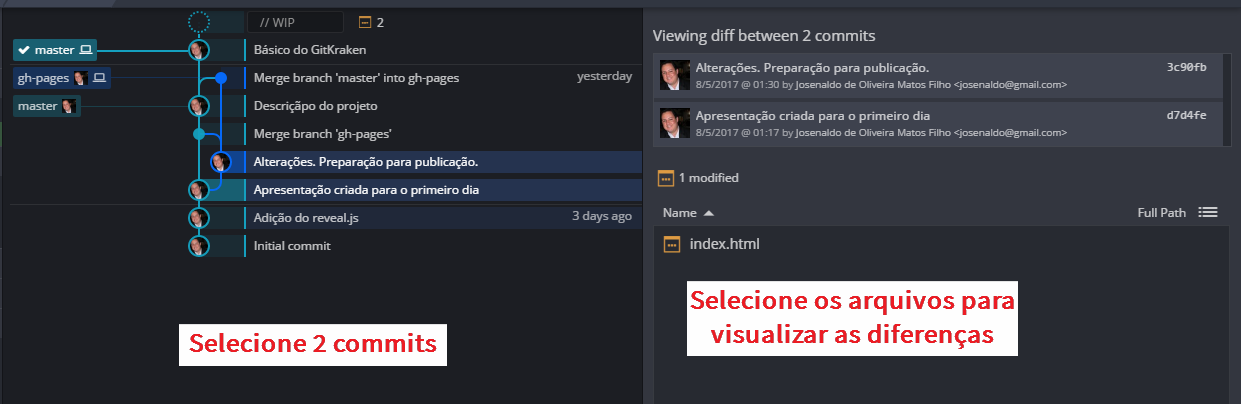 // WIP 2
master
Básico do GitKraken
gh-pages
Merge branch 'master' into gh-pages
yesterday
master
Descriçãpo do projeto
Merge branch 'gh-pages'
Alterações. Preparação para publicação.
Apresentação criada para o primeiro dia
Adição do reveal.js
3 days ago
Initial commit
Selecione 2 commits
Viewing diff between 2 commits
Alterações. Preparação para publicação.
3c90fb
8/5/2017 @ 01:30 by Josenaldo de Oliveira Matos Filho <josenaldo@gmail.com>
Apresentação criada para o primeiro dia
d7d4fe
8/5/2017 @ 01:17 by Josenaldo de Oliveira Matos Filho <josenaldo@gmail.com>
1 modified
Name
Full Path
index.html
Selecione os arquivos para
visualizar as diferenças